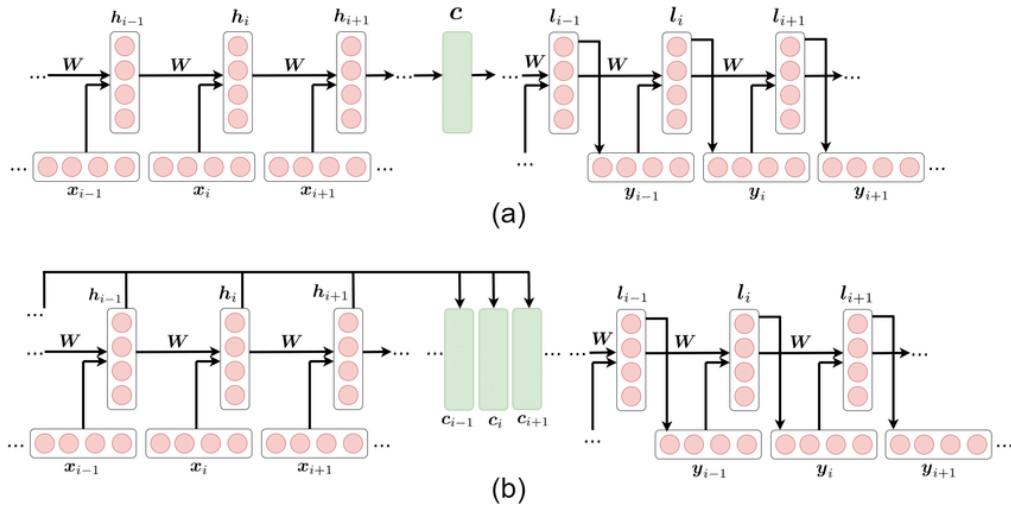 h_{i-1} h_i h_{i+1} c l_{i-1} l_i l_{i+1}
... W W W ... ... W W W ...
... x_{i-1} x_i x_{i+1} ... ... y_{i-1} y_i y_{i+1} ...
(a)
h_{i-1} h_i h_{i+1} l_{i-1} l_i l_{i+1}
...
... W W W ... ... ... ... W W W ...
c_{i-1} c_i c_{i+1}
... x_{i-1} x_i x_{i+1} ... ... y_{i-1} y_i y_{i+1} ...
(b)